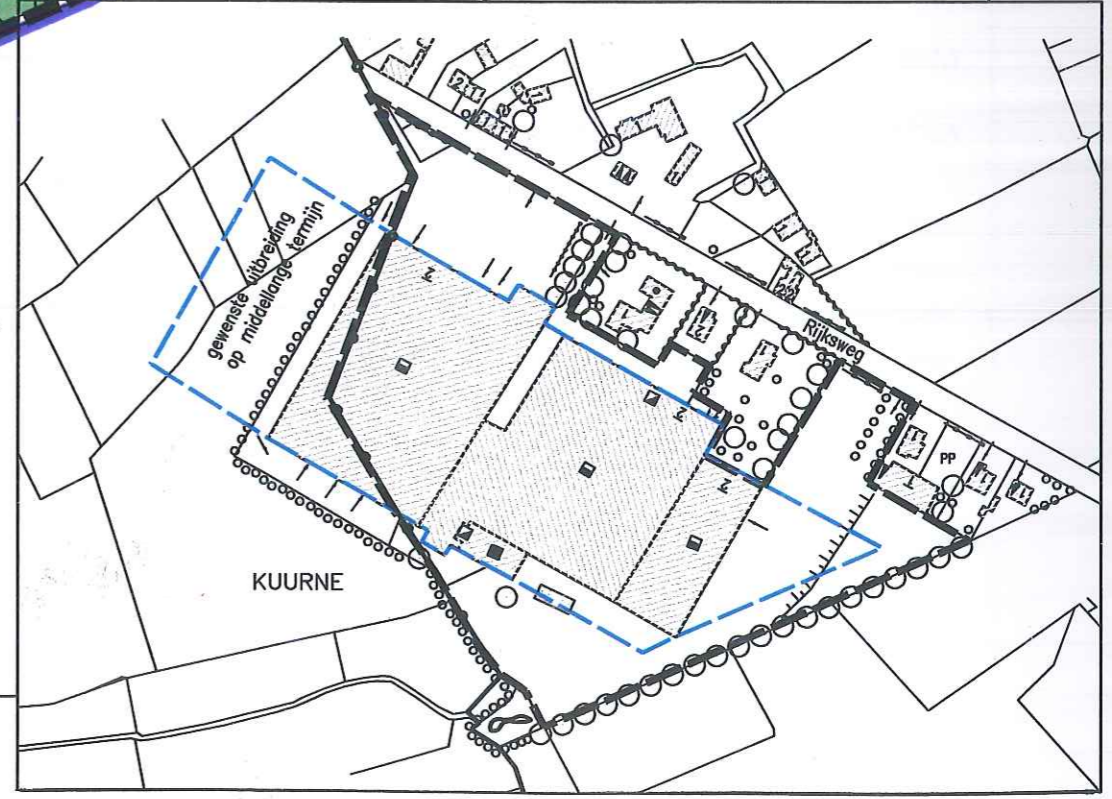 gewenste uitbreiding
op middellange termijn
Rijksweg
PP
KUURNE